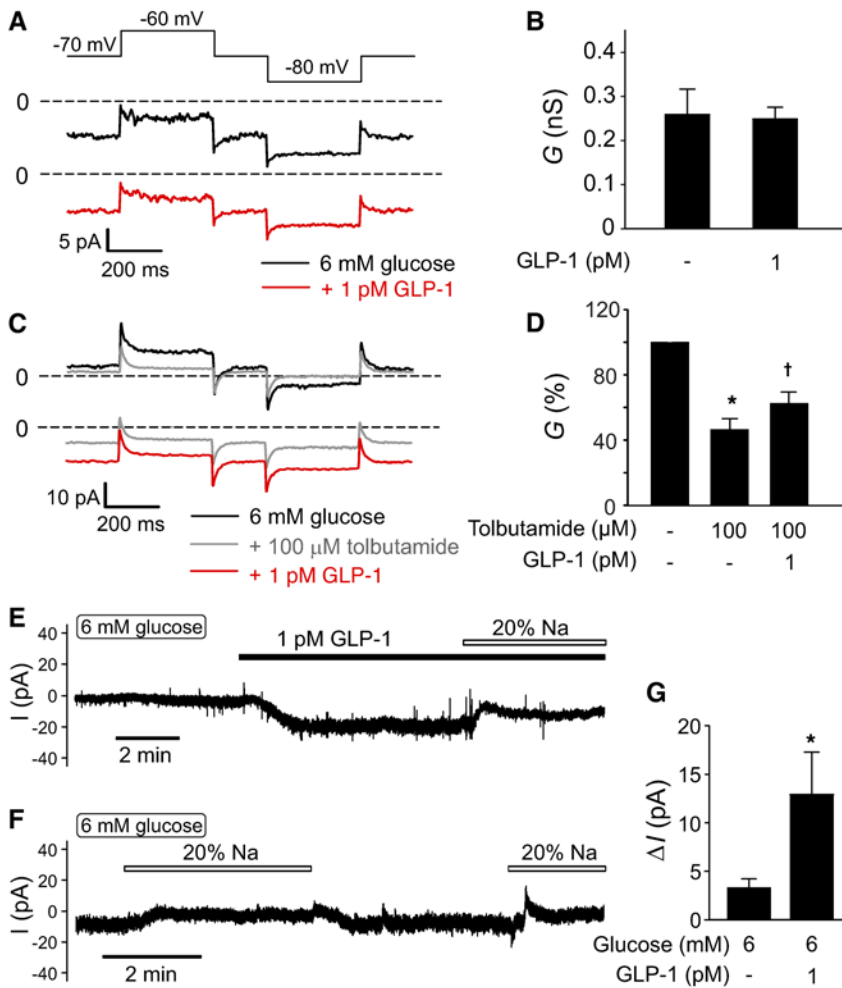 A
-60 mV
-70 mV
-80 mV
0
0
5 pA
200 ms
6 mM glucose
+ 1 pM GLP-1
B
G (nS)
0.4
0.3
0.2
0.1
0
GLP-1 (pM)
-
1
C
0
0
10 pA
200 ms
6 mM glucose
+ 100 μM tolbutamide
+ 1 pM GLP-1
D
G (%)
120
80
40
0
*
†
Tolbutamide (μM)
- 100 100
GLP-1 (pM)
- - 1
E
6 mM glucose
1 pM GLP-1
20% Na
I (pA)
40
20
0
-20
-40
2 min
F
6 mM glucose
20% Na
20% Na
I (pA)
40
20
0
-20
-40
2 min
G
ΔI (pA)
20
15
10
5
0
*
Glucose (mM) 6 6
GLP-1 (pM) - 1